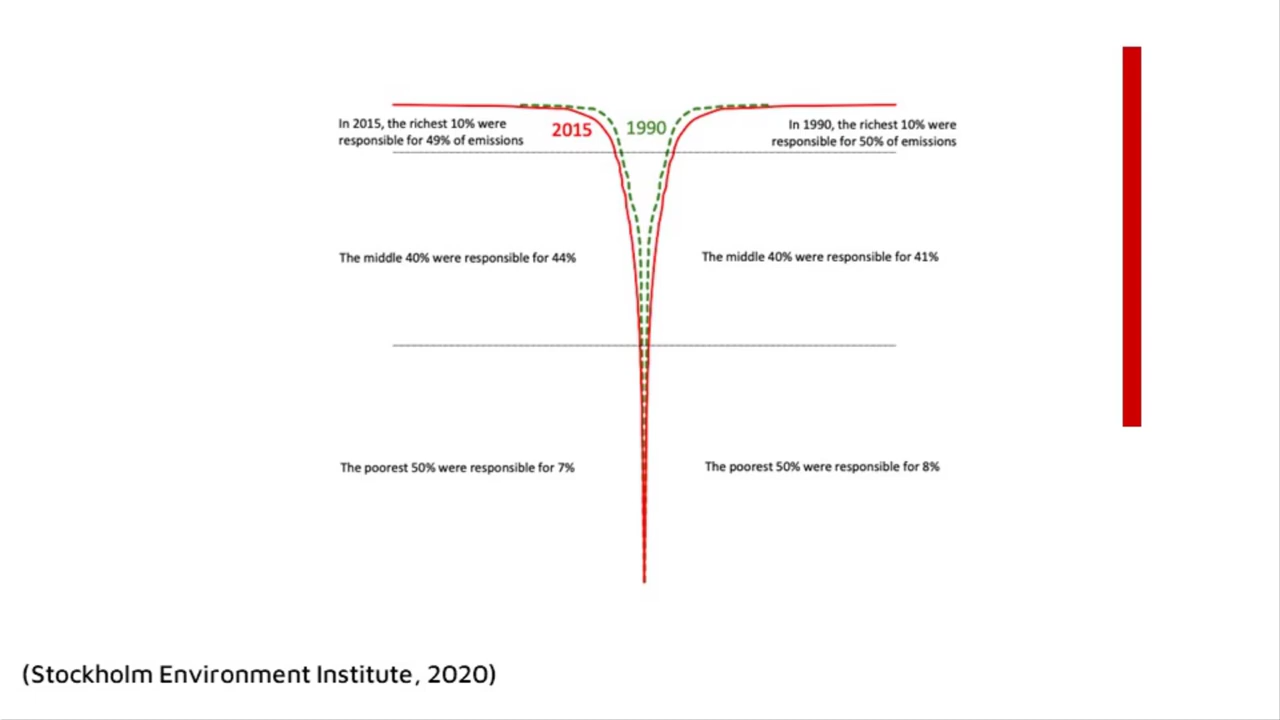 In 2015, the richest 10% were
responsible for 49% of emissions
2015
1990
In 1990, the richest 10% were
responsible for 50% of emissions
The middle 40% were responsible for 44%
The middle 40% were responsible for 41%
The poorest 50% were responsible for 7%
The poorest 50% were responsible for 8%
(Stockholm Environment Institute, 2020)